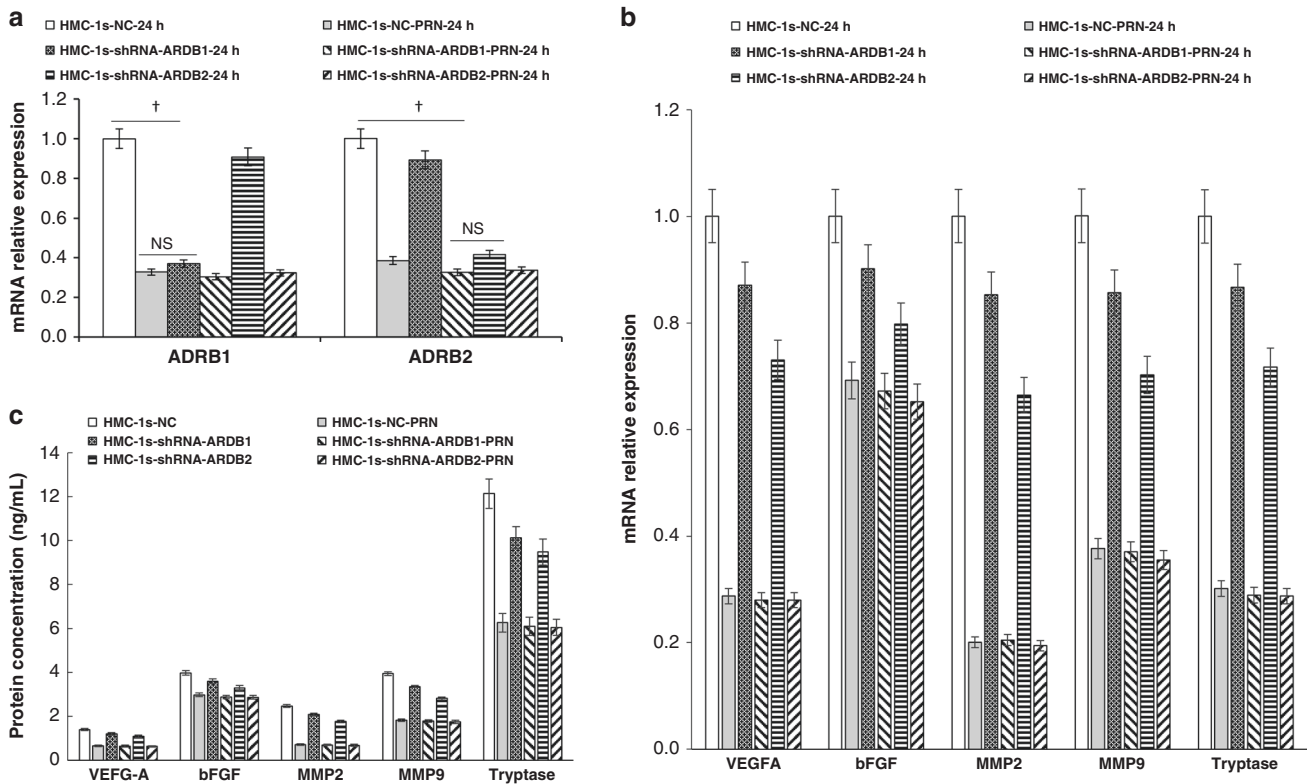 a
HMC-1s-NC-24 h
HMC-1s-NC-PRN-24 h
HMC-1s-shRNA-ARDB1-24 h
HMC-1s-shRNA-ARDB1-PRN-24 h
HMC-1s-shRNA-ARDB2-24 h
HMC-1s-shRNA-ARDB2-PRN-24 h
mRNA relative expression
1.2
1.0
0.8
0.6
0.4
0.2
0.0
†
†
NS
NS
ADRB1
ADRB2
b
HMC-1s-NC-24 h
HMC-1s-NC-PRN-24 h
HMC-1s-shRNA-ARDB1-24 h
HMC-1s-shRNA-ARDB1-PRN-24 h
HMC-1s-shRNA-ARDB2-24 h
HMC-1s-shRNA-ARDB2-PRN-24 h
mRNA relative expression
1.2
1.0
0.8
0.6
0.4
0.2
0.0
VEGFA
bFGF
MMP2
MMP9
Tryptase
c
HMC-1s-NC
HMC-1s-NC-PRN
HMC-1s-shRNA-ARDB1
HMC-1s-shRNA-ARDB1-PRN
HMC-1s-shRNA-ARDB2
HMC-1s-shRNA-ARDB2-PRN
Protein concentration (ng/mL)
14
12
10
8
6
4
2
0
VEFG-A
bFGF
MMP2
MMP9
Tryptase